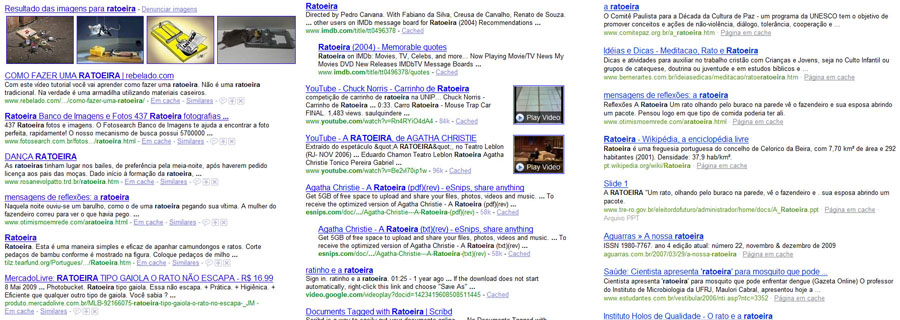 Resultado das imagens para ratoeira - Denunciar imagens
COMO FAZER UMA RATOEIRA | rebelado.com
Com este vídeo tutorial você vai aprender como fazer uma ratoeira. Não é uma ratoeira
tradicional. Na verdade é uma armadilha utilizando materiais caseiros.
www.rebelado.com/.../como-fazer-uma-ratoeira/ - Em cache - Similares -
Ratoeira Banco de Imagens e Fotos 437 Ratoeira fotografias ...
437 Ratoeira fotos e imagens. O Fotosearch Banco de Imagens te ajuda a encontrar a foto
perfeita, rapidamente! O nosso mecanismo de busca possui 5700000 ...
www.fotosearch.com.br/fotos.../ratoeira.html - Em cache - Similares -
DANÇA RATOEIRA
As ratoeiras tinham lugar nos bailes, de preferência pela meia-noite, após haverem pedido
licença aos pais das moças. Dado início à formação da ratoeira, ...
www.rosanevolpatto.trd.br/ratoeira.htm - Em cache - Similares -
mensagens de reflexões: a ratoeira
Naquela noite ouviu-se um barulho, como o de uma ratoeira pegando sua vítima. A mulher do
fazendeiro correu para ver o que havia pego. ...
www.otimismoemrede.com/aratoeira.html - Em cache - Similares -
Ratoeira
Ratoeira. Esta é uma maneira simples e eficaz de apanhar camundongos e ratos. Corte
pedaços de bambu conforme é mostrado na figura. Coloque pedaços de milho ...
tilz.tearfund.org/Portugues/.../Ratoeira.htm - Em cache -
MercadoLivre: RATOEIRA TIPO GAIOLA O RATO NÃO ESCAPA - R$ 16.99
8 Maio 2009 ... Photobucket. Ratoeira tipo gaiola. Essa não escapa. + Prática. + Higiênica. +
Eficiente que qualquer outro tipo de gaiola. Você sabia ? ...
produto.mercadolivre.com.br/MLB-92166075-ratoeira-tipo-gaiola-o-rato-no-escapa-_JM -
Em cache - Similares -
Ratoeira
Directed by Pedro Canvana. With Fabiano da Silva, Creusa de Carvalho, Renato de Souza.
... other users on IMDb message board for Ratoeira (2004) Recommendations ...
www.imdb.com/title/tt0496378 - Cached
Ratoeira (2004) - Memorable quotes
Ratoeira on IMDb: Movies, TV, Celebs, and more... Now Playing Movie/TV News My
Movies DVD New Releases IMDbTV Message Boards ...
www.imdb.com/title/tt0496378/quotes - Cached
YouTube - Chuck Norris - Carrinho de Ratoeira
competição de carrinho de ratoeira na UNIP. ... Chuck Norris - Carrinho de
Ratoeira ... 0:33. Carro Ratoeira - Mouse Trap Car
FINAL. 1,483 views. saulquindere ...
www.youtube.com/watch?v=Rn4RYiO4dA4 - 84k - Cached
Play Video
YouTube - A RATOEIRA, de AGATHA CHRISTIE
Extraído do espetáculo &quot;A RATOEIRA&quot;, no Teatro Leblon
(RJ- NOV 2006) ... Eduardo Chamon Teatro Leblon Agatha
Christie Tonico Pereira Gabriel ...
www.youtube.com/watch?v=Be2vl70ip1w - 96k - Cached
Play Video
Agatha Christie - A Ratoeira (pdf)(rev) - eSnips, share anything
Get 5GB of free space to upload and share your files, photos, videos, and music. ... To
receive the optimized version of Agatha Christie - A Ratoeira (pdf)(rev) ...
esnips.com/doc/.../Agatha-Christie---A-Ratoeira-(pdf)(rev) - 58k - Cached
Agatha Christie - A Ratoeira (txt)(rev) - eSnips, share anything
Get 5GB of free space to upload and share your files, photos, videos, and music. ... To
receive the optimized version of Agatha Christie - A Ratoeira (txt)(rev) ...
esnips.com/doc/.../Agatha-Christie---A-Ratoeira-(txt)(rev) - Cached
ratinho e a ratoeira
Sign in. ratinho e a ratoeira. 01:25 - 1 year ago ... If the download does not start
automatically, right-click this link and choose "Save As" ...
video.google.com/videoplay?docid=1423419608508511445 - Cached
Documents Tagged with Ratoeira | Scribd
a ratoeira
O Comitê Paulista para a Década da Cultura de Paz - um programa da UNESCO tem o objetivo de
promover conceitos e ações de não-violência, diálogo, tolerância, cooperação e ...
www.comitepaz.org.br/a_ratoeira.htm - Página em cache
Idéias e Dicas - Meditacao, Rato e Ratoeira
Dicas e atividades para auxiliar no trabalho cristão com Crianças e Jovens, seja no Culto Infantil ou
grupos de catequese, doutrina ou juventude e em estudos bíblicos e ...
www.bemerartes.com.br/ideiasedicas/meditacao/ratoeratoeira.htm - Página em cache
mensagens de reflexões: a ratoeira
Reflexões A Ratoeira Um rato olhando pelo buraco na parede vê o fazendeiro e sua esposa abrindo
um pacote. Pensou logo em que tipo de comida poderia ter ali.
www.otimismoemrede.com/aratoeira.html - Página em cache
Ratoeira - Wikipédia, a enciclopédia livre
Ratoeira é uma freguesia portuguesa do concelho de Celorico da Beira, com 7,70 km² de área e 292
habitantes (2001). Densidade: 37,9 hab/km².
pt.wikipedia.org/wiki/Ratoeira - Página em cache
Slide 1
A RATOEIRA "Um rato, olhando pelo buraco na parede, vê o fazendeiro e . sua esposa abrindo um
pacote.
www.tre-ro.gov.br/eleitordofuturo/administrador/home/docs/A_Ratoeira.ppt - Página em cache
Arquivo PPT
Aguarras » A nossa ratoeira
ISSN 1980-7767. ano 4 edição atual: número 22, novembro & dezembro de 2009
aguarras.com.br/2007/03/29/a-nossa-ratoeira - Página em cache
Saúde: Cientista apresenta 'ratoeira' para mosquito que pode...
Cientista apresenta 'ratoeira' para mosquito que pode enfrentar dengue (Gazeta Online) O professor
do Instituto de Microbiologia da UFRJ, Maulori Cabral, apresentou hoje a ...
www.estudantes.com.br/vestibular2006/nti.asp?ntc=3352 - Página em cache
Instituto Holos de Qualidade - O rato e a ratoeira